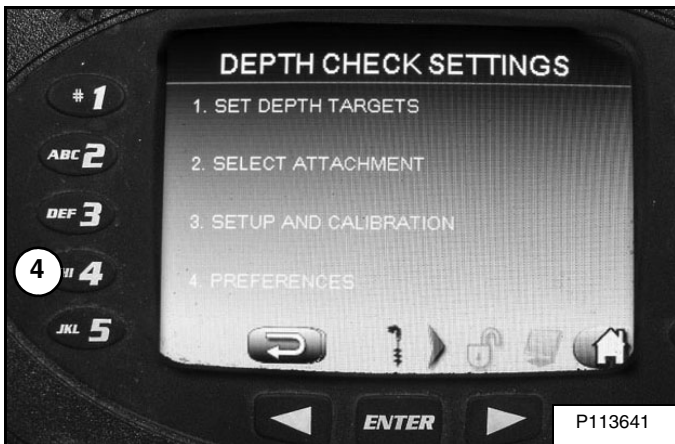 DEPTH CHECK SETTINGS
# 1
1. SET DEPTH TARGETS
ABC 2
2. SELECT ATTACHMENT
DEF 3
3. SETUP AND CALIBRATION
4
HI 4
4. PREFERENCES
JKL 5
ENTER
P113641